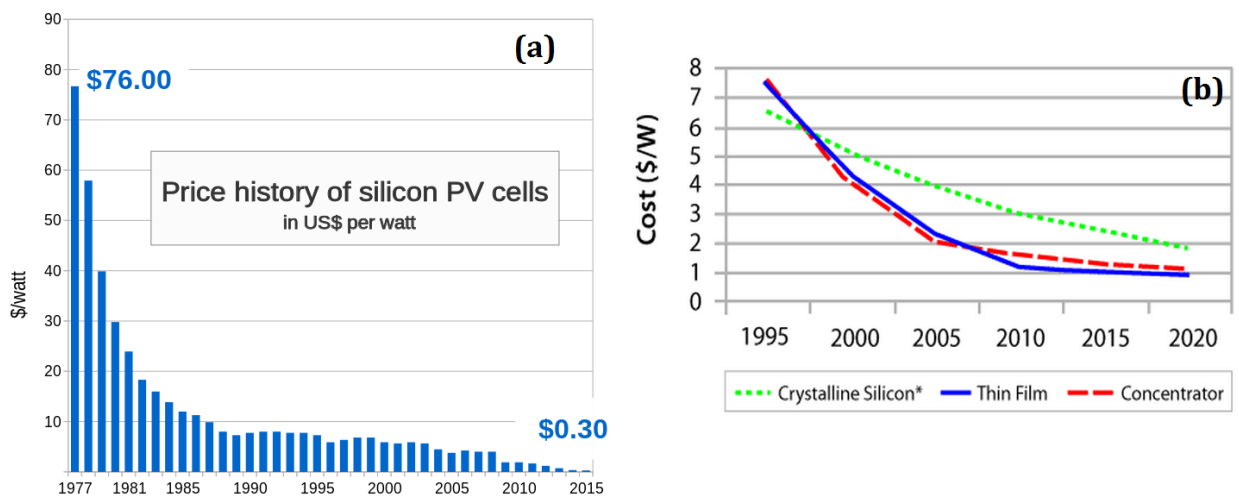 (a)
90
80
70
60
50
40
30
20
10
$/watt
$76.00
Price history of silicon PV cells
in US$ per watt
$0.30
1977 1981 1985 1990 1995 2000 2005 2010 2015
(b)
8
7
6
5
4
3
2
1
0
Cost ($/W)
1995 2000 2005 2010 2015 2020
Crystalline Silicon* Thin Film Concentrator